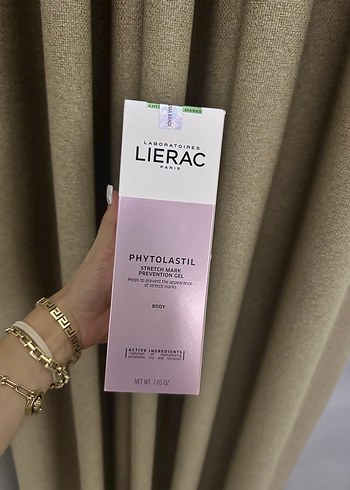 ANTI MARKS
LABORATOIRES
LIERAC
PARIS
PHYTOLASTIL
STRETCH MARK
PREVENTION GEL
Helps to prevent the appearance
of stretch marks
BODY
ACTIVE INGREDIENTS
NET WT. 7.05 OZ